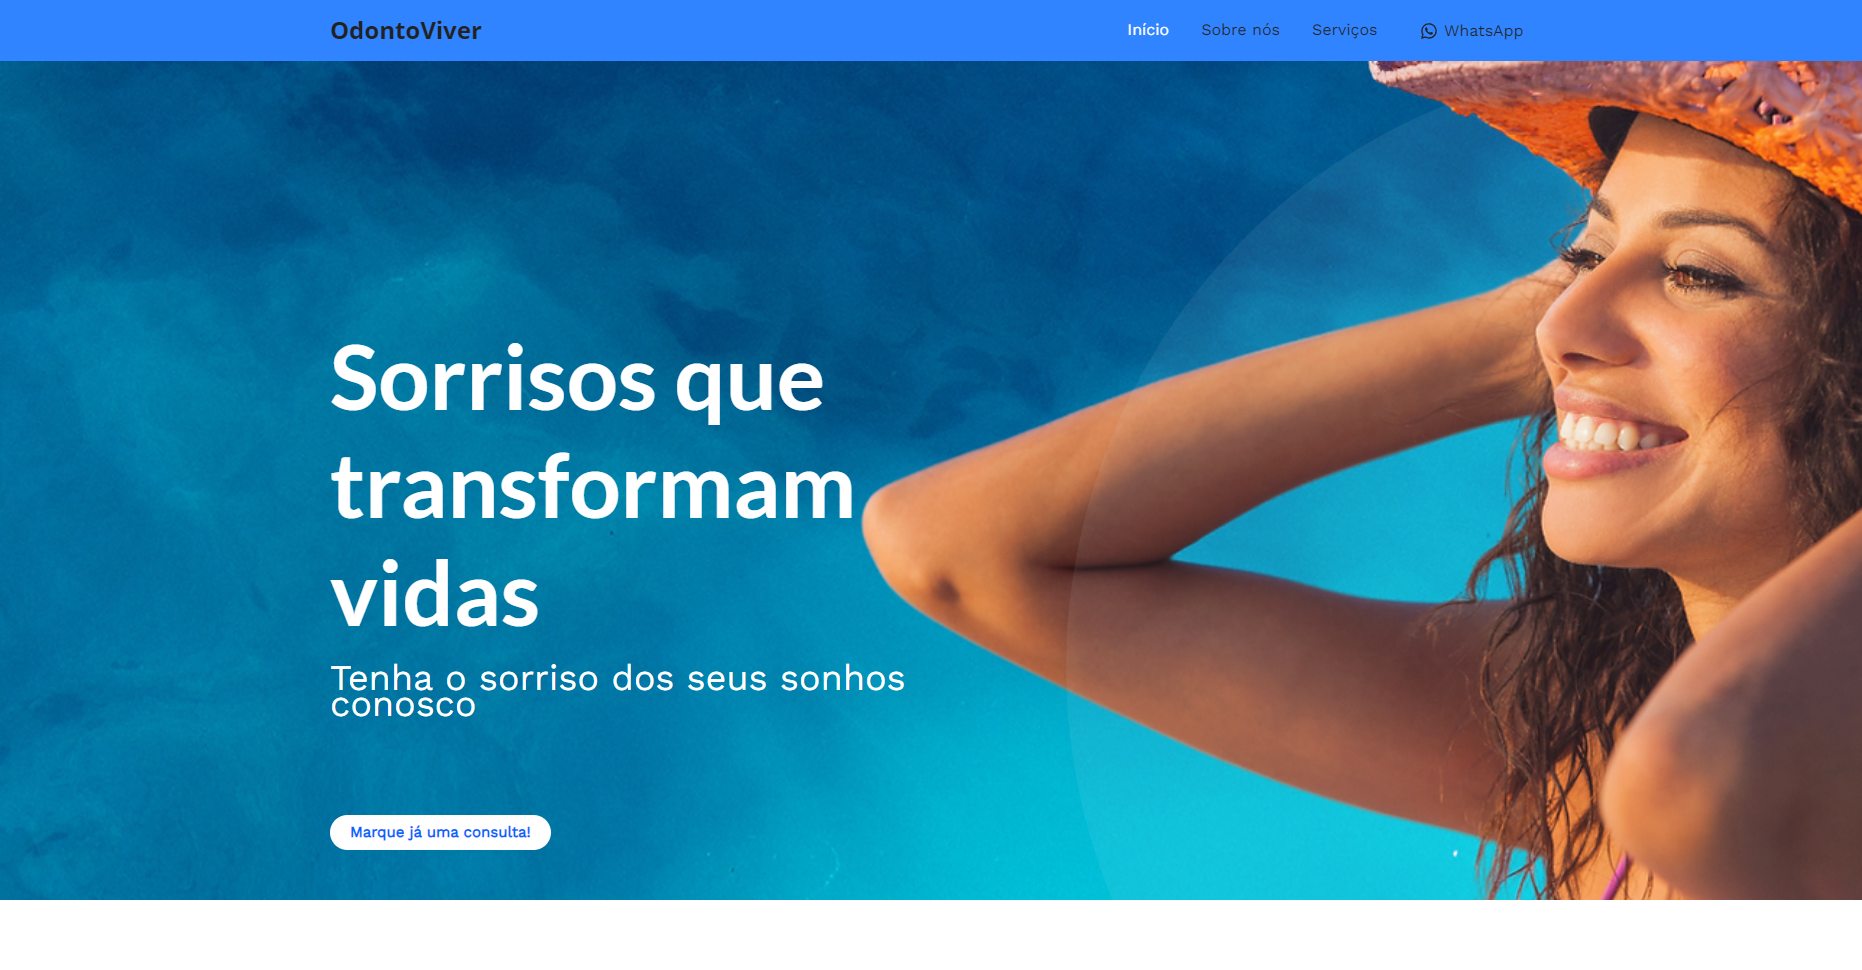 OdontoViver
Início Sobre nós Serviços WhatsApp
Sorrisos que
transformam
vidas
Tenha o sorriso dos seus sonhos
conosco
Marque já uma consulta!